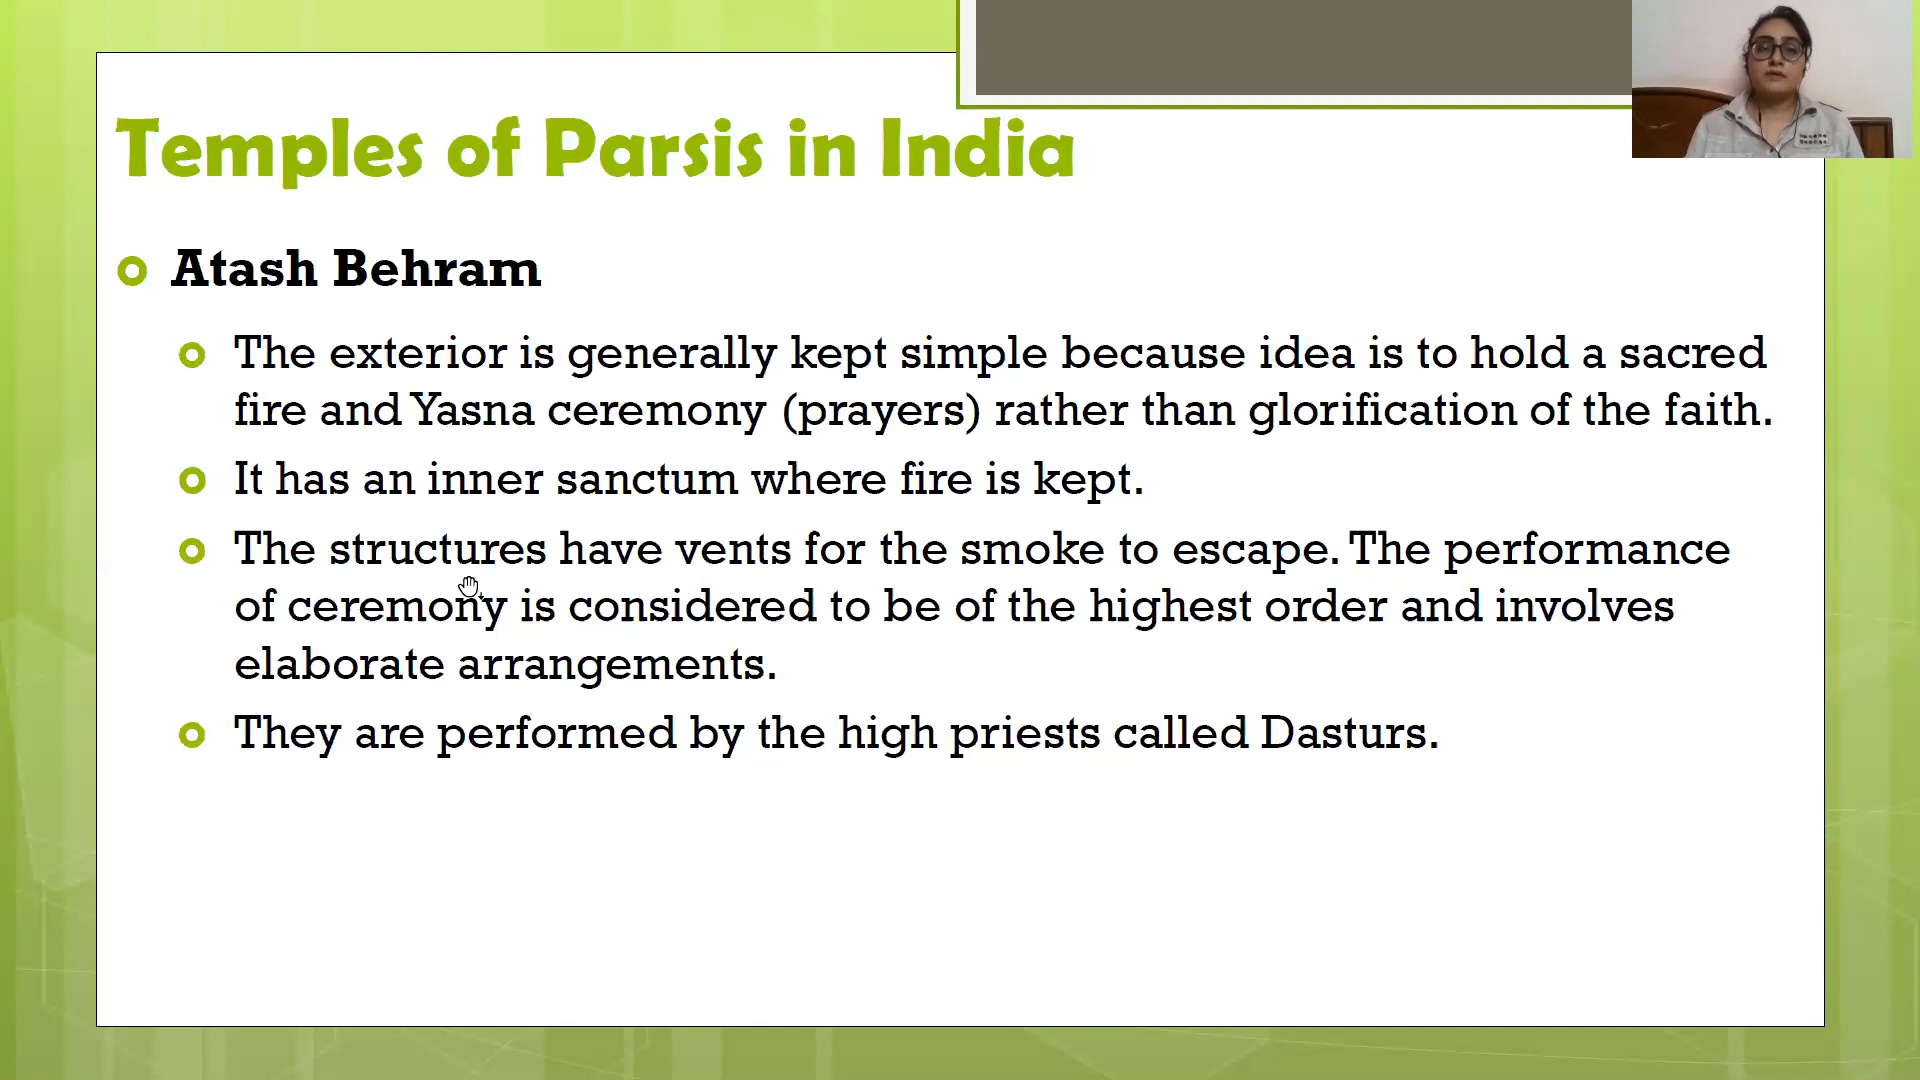 Temples of Parsis in India
Atash Behram
The exterior is generally kept simple because idea is to hold a sacred
fire and Yasna ceremony (prayers) rather than glorification of the faith.
It has an inner sanctum where fire is kept.
The structures have vents for the smoke to escape. The performance
of ceremony is considered to be of the highest order and involves
elaborate arrangements.
They are performed by the high priests called Dasturs.